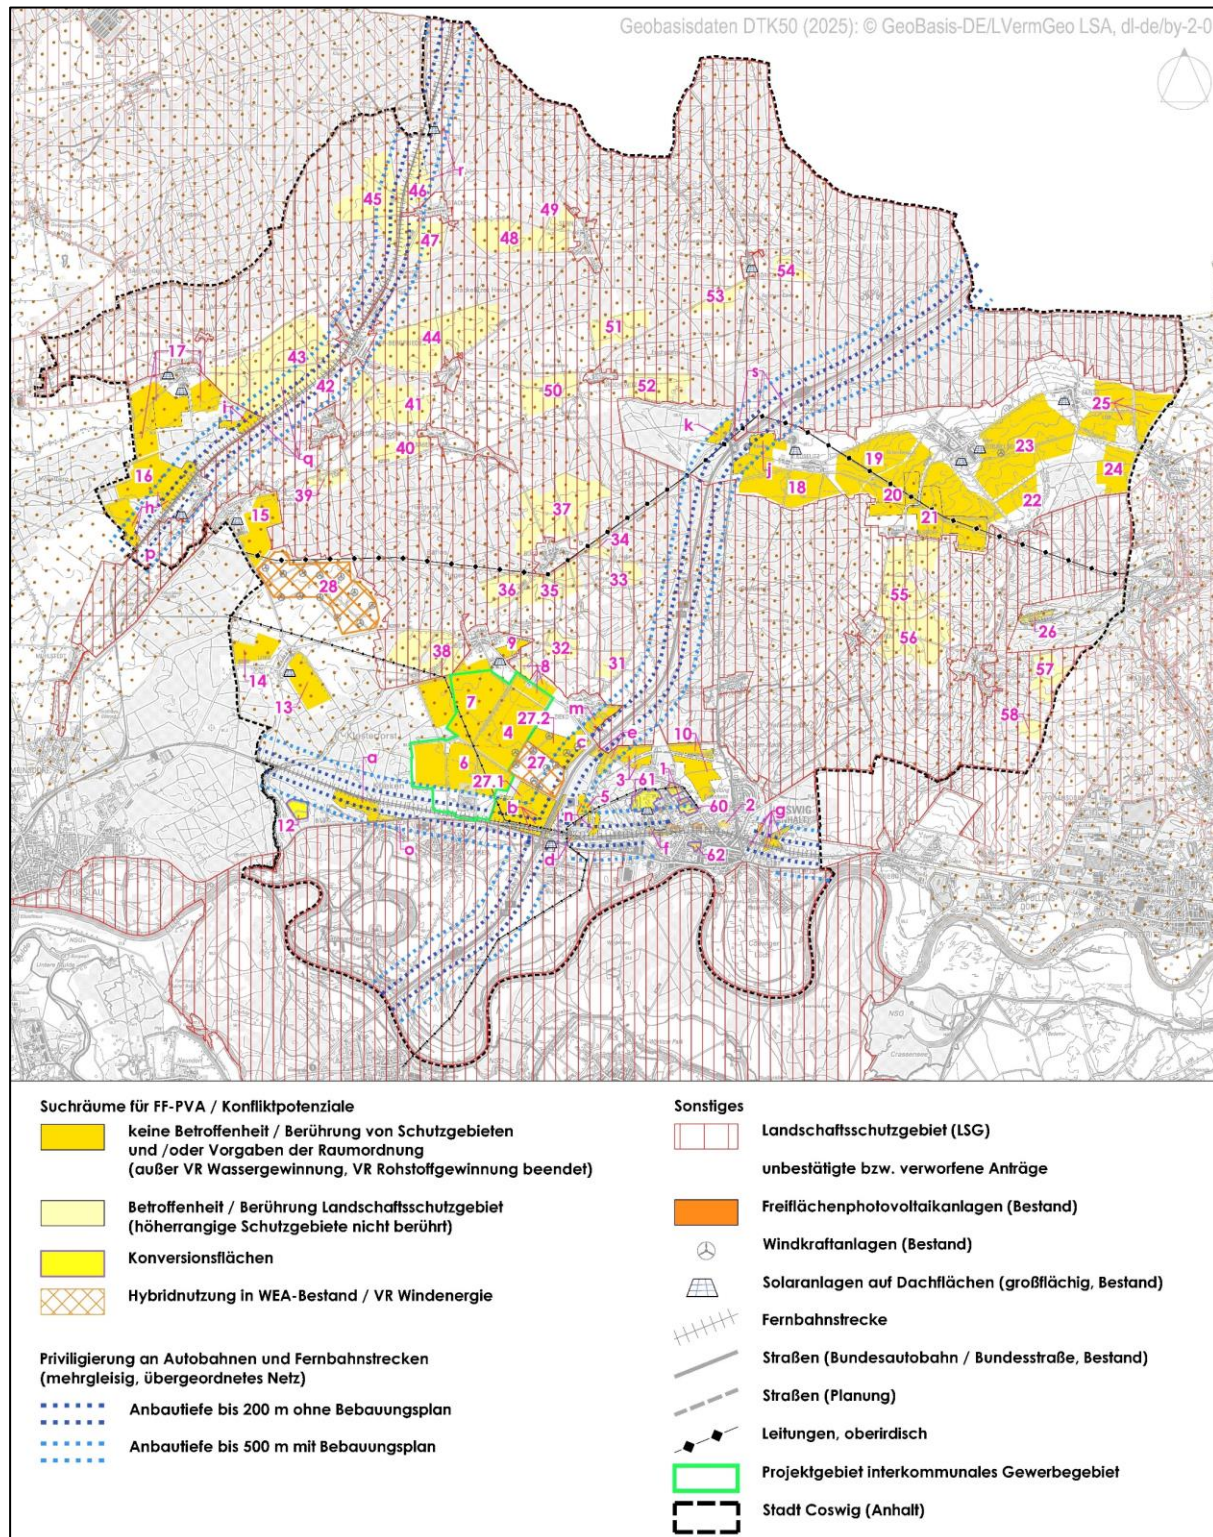 Geobasisdaten DTK50 (2025): © GeoBasis-DE/LVermGeo LSA, dl-de/by-2-0
r
46
45
49
47
48
54
53
51
44
17
43
s
42
50
52
i
41
25
k
23
q
40
19
16
j
24
39
18
20
22
h
37
15
21
p
34
28
33
36
35
55
26
9
32
56
38
31
8
57
14
7
13
m
27.2
58
4
10
e
c
Klosterforst
a
6
27
3
61
1
27.1
5
60
2
b
n
12
g
o
d
f
62
Suchräume für FF-PVA / Konfliktpotenziale
keine Betroffenheit / Berührung von Schutzgebieten
und /oder Vorgaben der Raumordnung
(außer VR Wassergewinnung, VR Rohstoffgewinnung beendet)
Betroffenheit / Berührung Landschaftsschutzgebiet
(höherrangige Schutzgebiete nicht berührt)
Konversionsflächen
Hybridnutzung in WEA-Bestand / VR Windenergie
Priviligierung an Autobahnen und Fernbahnstrecken
(mehrgleisig, übergeordnetes Netz)
Anbautiefe bis 200 m ohne Bebauungsplan
Anbautiefe bis 500 m mit Bebauungsplan
Sonstiges
Landschaftsschutzgebiet (LSG)
unbestätigte bzw. verworfene Anträge
Freiflächenphotovoltaikanlagen (Bestand)
Windkraftanlagen (Bestand)
Solaranlagen auf Dachflächen (großflächig, Bestand)
Fernbahnstrecke
Straßen (Bundesautobahn / Bundesstraße, Bestand)
Straßen (Planung)
Leitungen, oberirdisch
Projektgebiet interkommunales Gewerbegebiet
Stadt Coswig (Anhalt)